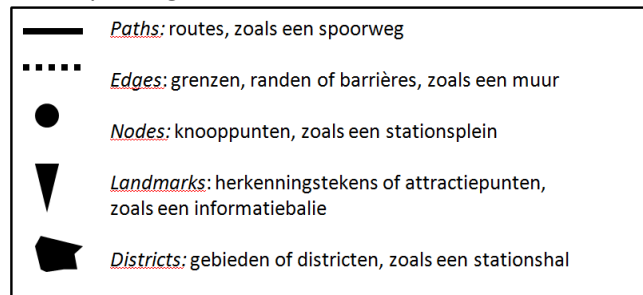 Paths: routes, zoals een spoorweg
Edges: grenzen, randen of barrières, zoals een muur
Nodes: knooppunten, zoals een stationsplein
Landmarks: herkenningstekens of attractiepunten,
zoals een informatiebalie
Districts: gebieden of districten, zoals een stationshal